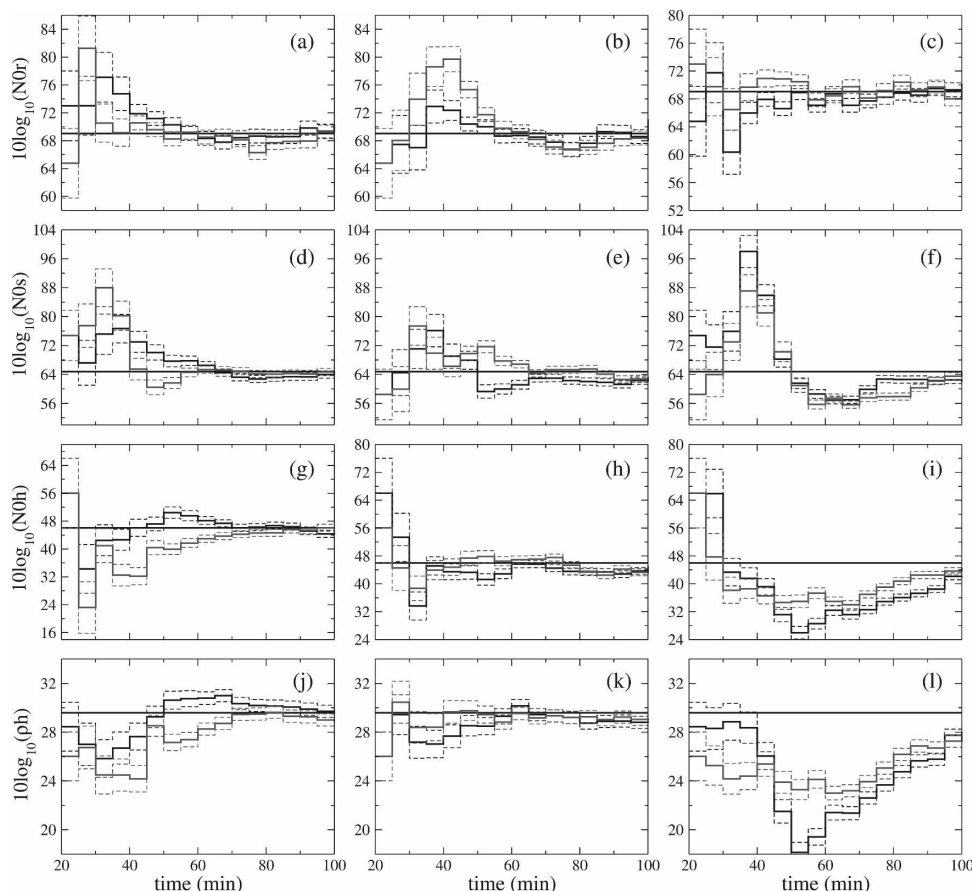 (a) (b) (c)
10log10(N0r)
84 80 76 72 68 64 60
84 80 76 72 68 64 60
80 76 72 68 64 60 56 52
(d) (e) (f)
10log10(N0s)
104 96 88 80 72 64 56
104 96 88 80 72 64 56
104 96 88 80 72 64 56
(g) (h) (i)
10log10(N0h)
64 56 48 40 32 24 16
80 72 64 56 48 40 32 24
80 72 64 56 48 40 32 24
(j) (k) (l)
10log10(ρh)
32 28 24 20
32 28 24 20
32 28 24 20
20 40 60 80 100 20 40 60 80 100 20 40 60 80 100
time (min) time (min) time (min)